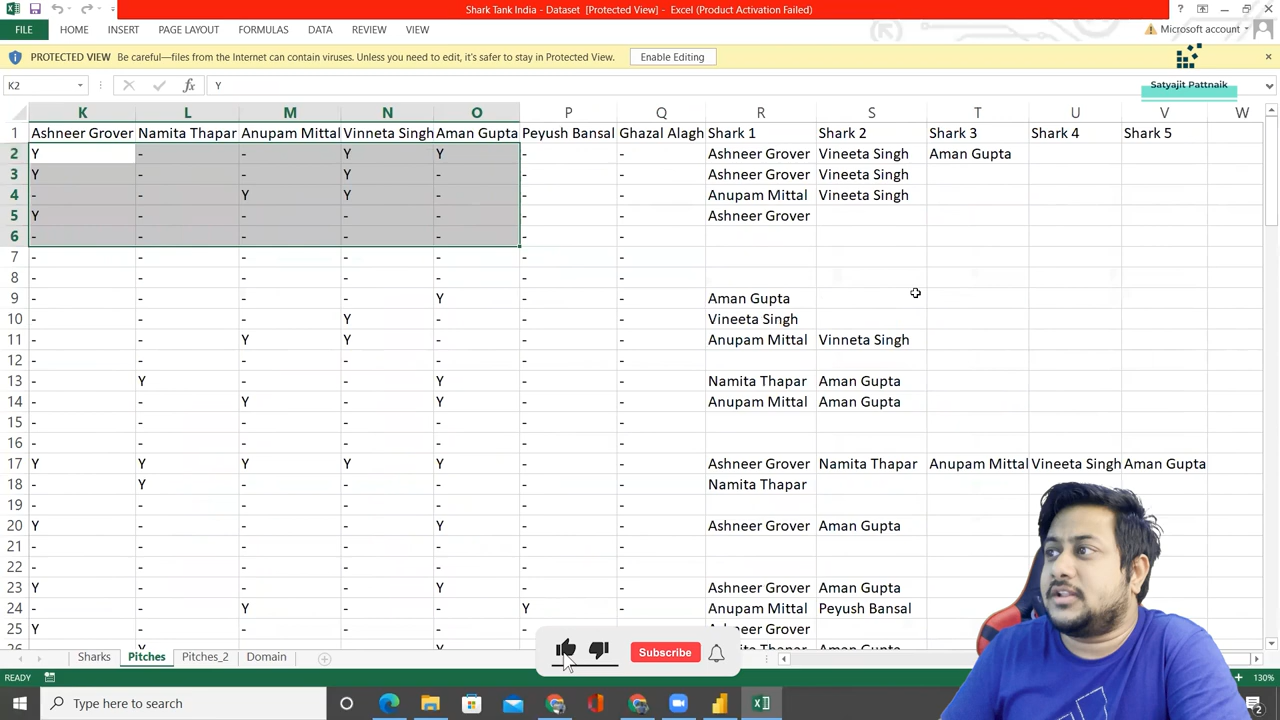 Shark Tank India - Dataset [Protected View] - Excel (Product Activation Failed)
FILE HOME INSERT PAGE LAYOUT FORMULAS DATA REVIEW VIEW Microsoft account
PROTECTED VIEW Be careful—files from the Internet can contain viruses. Unless you need to edit, it's safer to stay in Protected View. Enable Editing
Satyajit Pattnaik
K2 fx Y
K L M N O P Q R S T U V W
1 Ashneer Grover Namita Thapar Anupam Mittal Vinneta Singh Aman Gupta Peyush Bansal Ghazal Alagh Shark 1 Shark 2 Shark 3 Shark 4 Shark 5
2 Y - - Y Y - - Ashneer Grover Vineeta Singh Aman Gupta
3 Y - - Y - - - Ashneer Grover Vineeta Singh
4 - - Y Y - - - Anupam Mittal Vineeta Singh
5 Y - - - - - - Ashneer Grover
6 - - - - - - -
7 - - - - - - -
8 - - - - - - -
9 - - - - Y - - Aman Gupta
10 - - - Y - - - Vineeta Singh
11 - - Y Y - - - Anupam Mittal Vinneta Singh
12 - - - - - - -
13 - Y - - Y - - Namita Thapar Aman Gupta
14 - - Y - Y - - Anupam Mittal Aman Gupta
15 - - - - - - -
16 - - - - - - -
17 Y Y Y Y Y - - Ashneer Grover Namita Thapar Anupam Mittal Vineeta Singh Aman Gupta
18 - Y - - - - - Namita Thapar
19 - - - - - - -
20 Y - - - Y - - Ashneer Grover Aman Gupta
21 - - - - - - -
22 - - - - - - -
23 Y - - - Y - - Ashneer Grover Aman Gupta
24 - - Y - - Y - Anupam Mittal Peyush Bansal
25 Y - - - - - - Ashneer Grover
Subscribe
Sharks Pitches Pitches_2 Domain
READY 130%
Type here to search 2